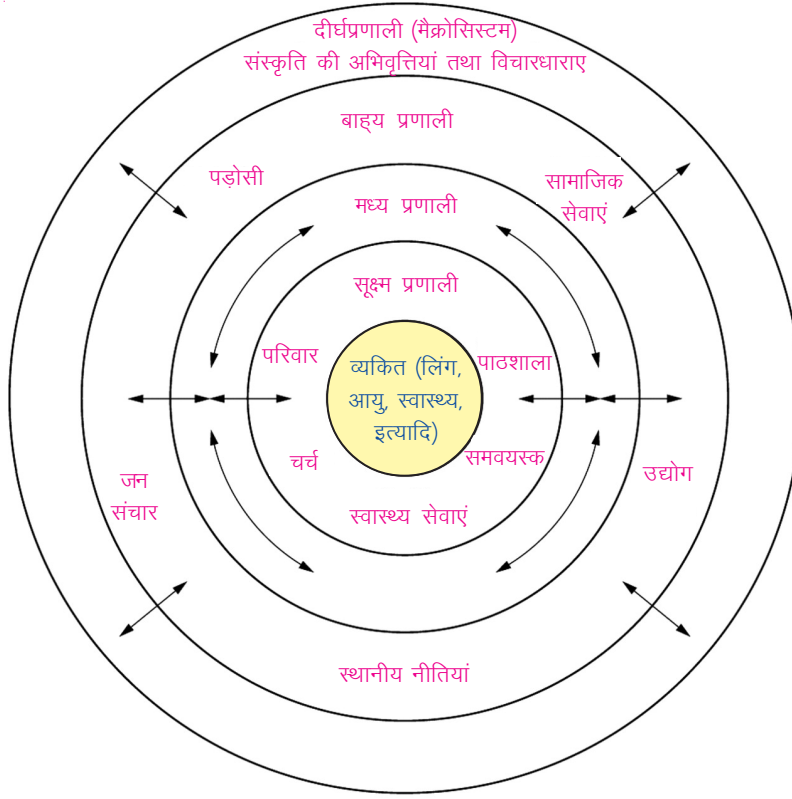 दीर्घप्रणाली (मैक्रोसिस्टम)
संस्कृति की अभिवृत्तियां तथा विचारधाराए
बाह्य प्रणाली
पड़ोसी
सामाजिक
सेवाएं
मध्य प्रणाली
सूक्ष्म प्रणाली
परिवार
पाठशाला
व्यकित (लिंग,
आयु, स्वास्थ्य,
इत्यादि)
चर्च
समवयस्क
जन
संचार
उद्योग
स्वास्थ्य सेवाएं
स्थानीय नीतियां